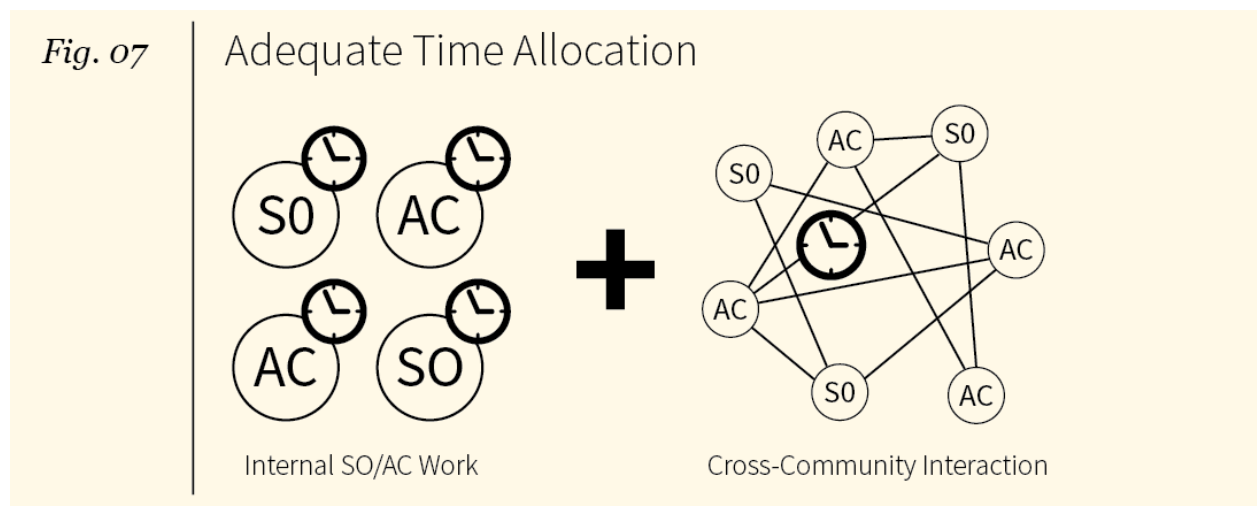 Fig. 07
Adequate Time Allocation
S0
AC
AC
SO
+
AC
S0
S0
AC
AC
S0
AC
Internal SO/AC Work
Cross-Community Interaction